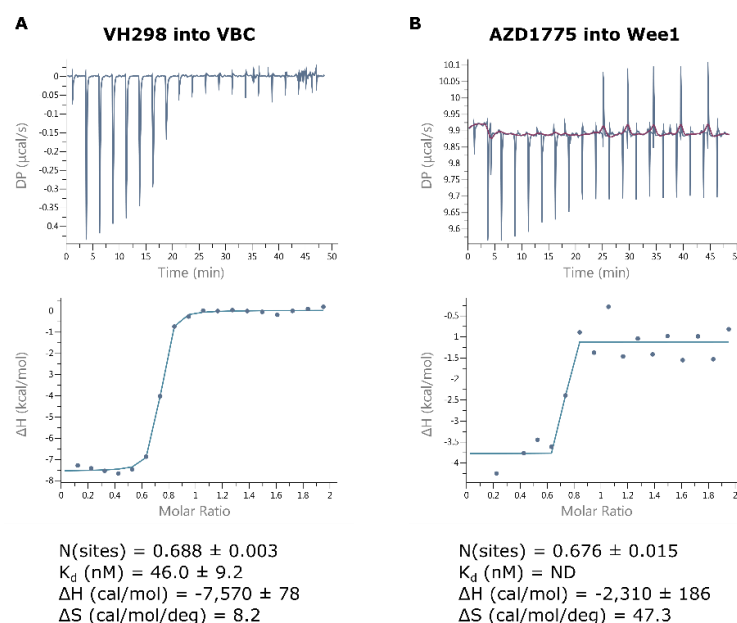 A
VH298 into VBC
0
0.05
0.1
0.15
0.2
0.25
-0.3
-0.35
0.4
DP (µcal/s)
0 5 10 15 20 25 30 35 40 45 50
Time (min)
0
-1
-2
-3
-4
-5
-6
-7
-8
ΔH (kcal/mol)
0 0.2 0.4 0.6 0.8 1 1.2 1.4 1.6 1.8 2
Molar Ratio
N(sites) = 0.688 ± 0.003
Kd (nM) = 46.0 ± 9.2
ΔH (cal/mol) = -7,570 ± 78
ΔS (cal/mol/deg) = 8.2
B
AZD1775 into Wee1
10.1
10.05
10
9.95
9.9
9.85
9.8
9.75
9.7
9.65
9.6
DP (µcal/s)
0 5 10 15 20 25 30 35 40 45 50
Time (min)
-0.5
1
-1.5
-2
-2.5
-3
-3.5
4
ΔH (kcal/mol)
0 0.2 0.4 0.6 0.8 1 1.2 1.4 1.6 1.8 2
Molar Ratio
N(sites) = 0.676 ± 0.015
Kd (nM) = ND
ΔH (cal/mol) = -2,310 ± 186
ΔS (cal/mol/deg) = 47.3